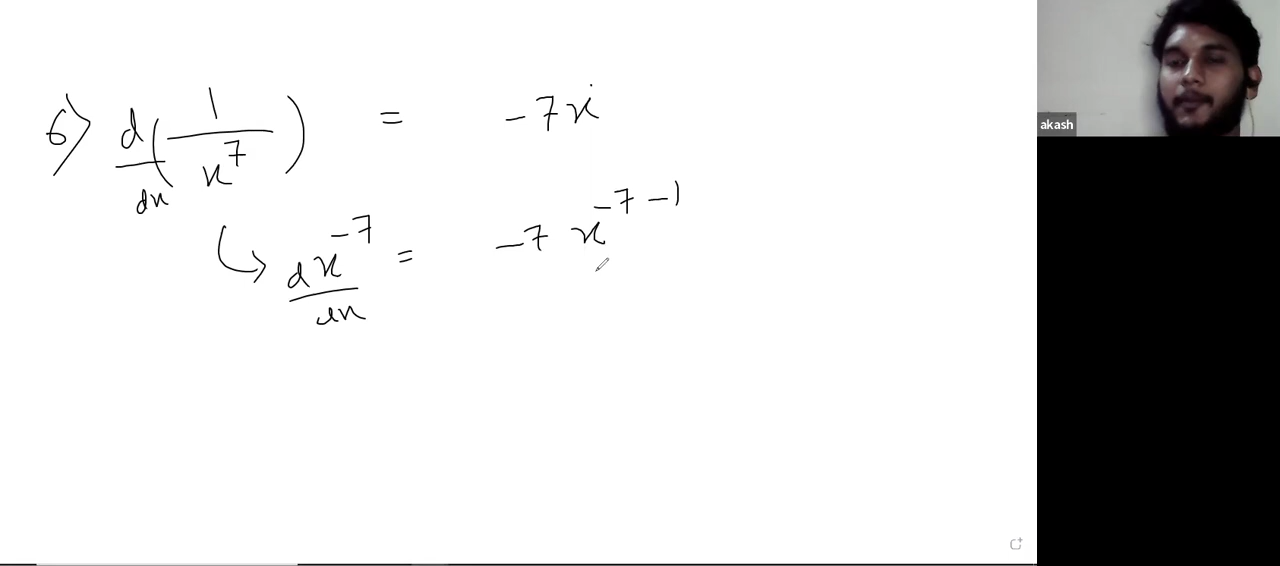 6) d/dx (1/x^7) = -7x
↳ dx^-7/dx = -7 x^-7-1
akash